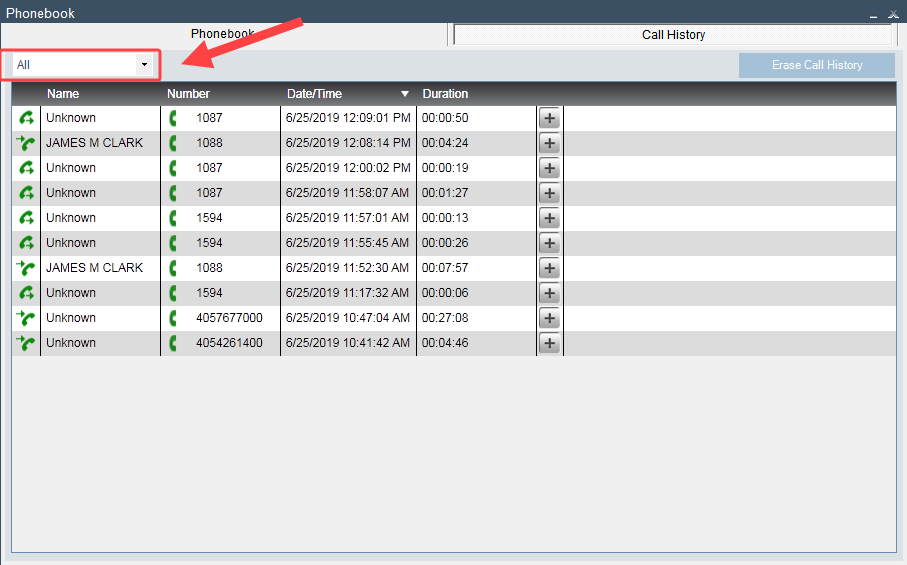 Phonebook
Phonebook Call History
All Erase Call History
Name Number Date/Time Duration
Unknown 1087 6/25/2019 12:09:01 PM 00:00:50
JAMES M CLARK 1088 6/25/2019 12:08:14 PM 00:04:24
Unknown 1087 6/25/2019 12:00:02 PM 00:00:19
Unknown 1087 6/25/2019 11:58:07 AM 00:01:27
Unknown 1594 6/25/2019 11:57:01 AM 00:00:13
Unknown 1594 6/25/2019 11:55:45 AM 00:00:26
JAMES M CLARK 1088 6/25/2019 11:52:30 AM 00:07:57
Unknown 1594 6/25/2019 11:17:32 AM 00:00:06
Unknown 4057677000 6/25/2019 10:47:04 AM 00:27:08
Unknown 4054261400 6/25/2019 10:41:42 AM 00:04:46